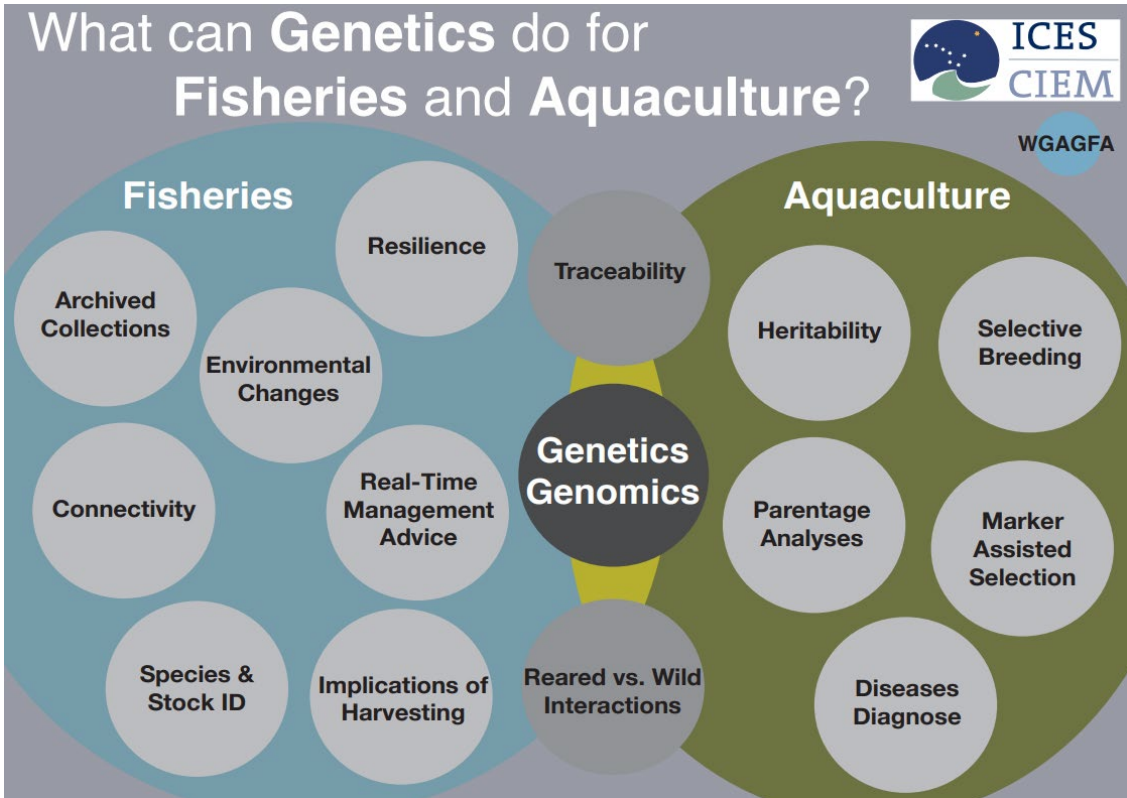 What can Genetics do for
Fisheries and Aquaculture?
ICES
CIEM
WGAGFA
Fisheries
Resilience
Archived
Collections
Environmental
Changes
Connectivity
Real-Time
Management
Advice
Species &
Stock ID
Implications of
Harvesting
Traceability
Genetics
Genomics
Reared vs. Wild
Interactions
Aquaculture
Heritability
Selective
Breeding
Parentage
Analyses
Marker
Assisted
Selection
Diseases
Diagnose